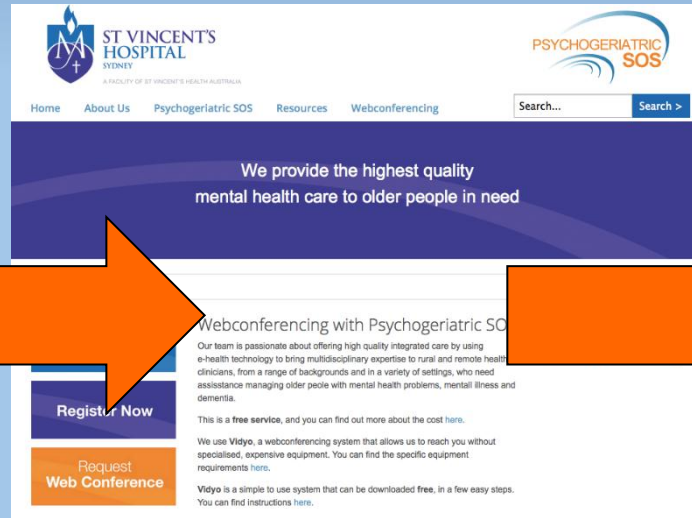 ST VINCENT'S
HOSPITAL
SYDNEY
A FACILITY OF ST VINCENT'S HEALTH AUSTRALIA
PSYCHOGERIATRIC
SOS
Home About Us Psychogeriatric SOS Resources Webconferencing
Search... Search >
We provide the highest quality
mental health care to older people in need
Webconferencing with Psychogeriatric SO
Our team is passionate about offering high quality integrated care by using
e-health technology to bring multidisciplinary expertise to rural and remote health
clinicians, from a range of backgrounds and in a variety of settings, who need
assisstance managing older peole with mental health problems, mentall illness and
dementia.
This is a free service, and you can find out more about the cost here.
We use Vidyo, a webconferencing system that allows us to reach you without
specialised, expensive equipment. You can find the specific equipment
requirements here.
Vidyo is a simple to use system that can be downloaded free, in a few easy steps.
You can find instructions here.
Register Now
Request
Web Conference